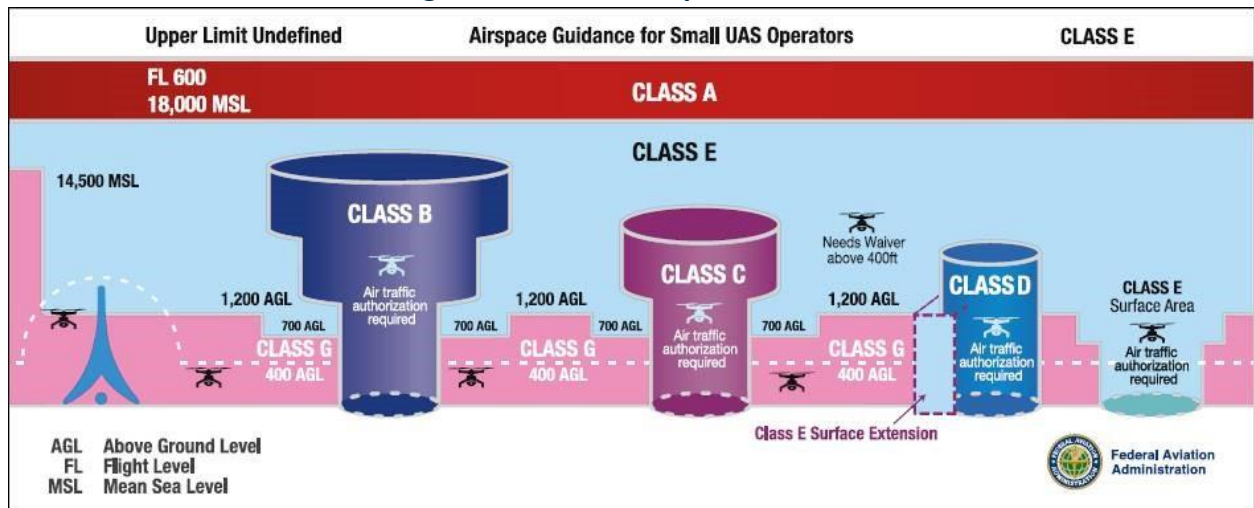 Upper Limit Undefined
Airspace Guidance for Small UAS Operators
CLASS E
FL 600
18,000 MSL
CLASS A
CLASS E
14,500 MSL
CLASS B
Air traffic
authorization
required
CLASS C
Air traffic
authorization
required
Needs Waiver
above 400ft
CLASS D
Air traffic
authorization
required
CLASS E
Surface Area
Air traffic
authorization
required
1,200 AGL
700 AGL
CLASS G
400 AGL
700 AGL
1,200 AGL
700 AGL
CLASS G
400 AGL
700 AGL
1,200 AGL
CLASS G
400 AGL
Class E Surface Extension
AGL Above Ground Level
FL Flight Level
MSL Mean Sea Level
Federal Aviation
Administration